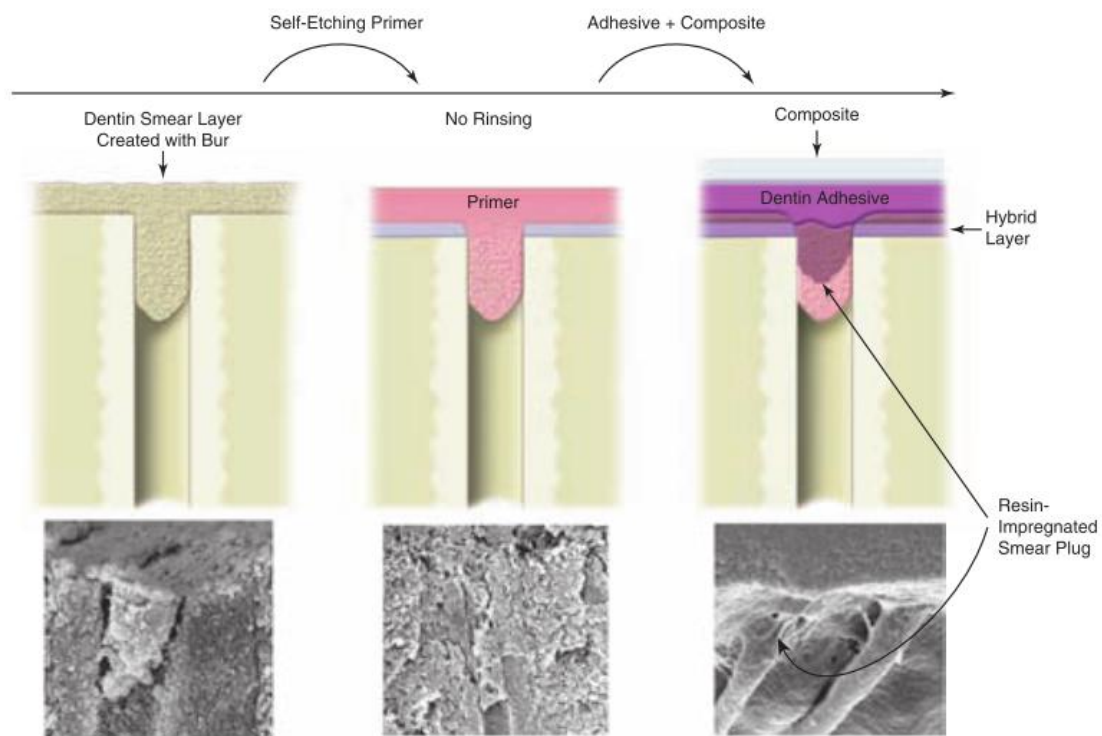 Self-Etching Primer
Adhesive + Composite
Dentin Smear Layer
Created with Bur
No Rinsing
Composite
Primer
Dentin Adhesive
Hybrid
Layer
Resin-
Impregnated
Smear Plug